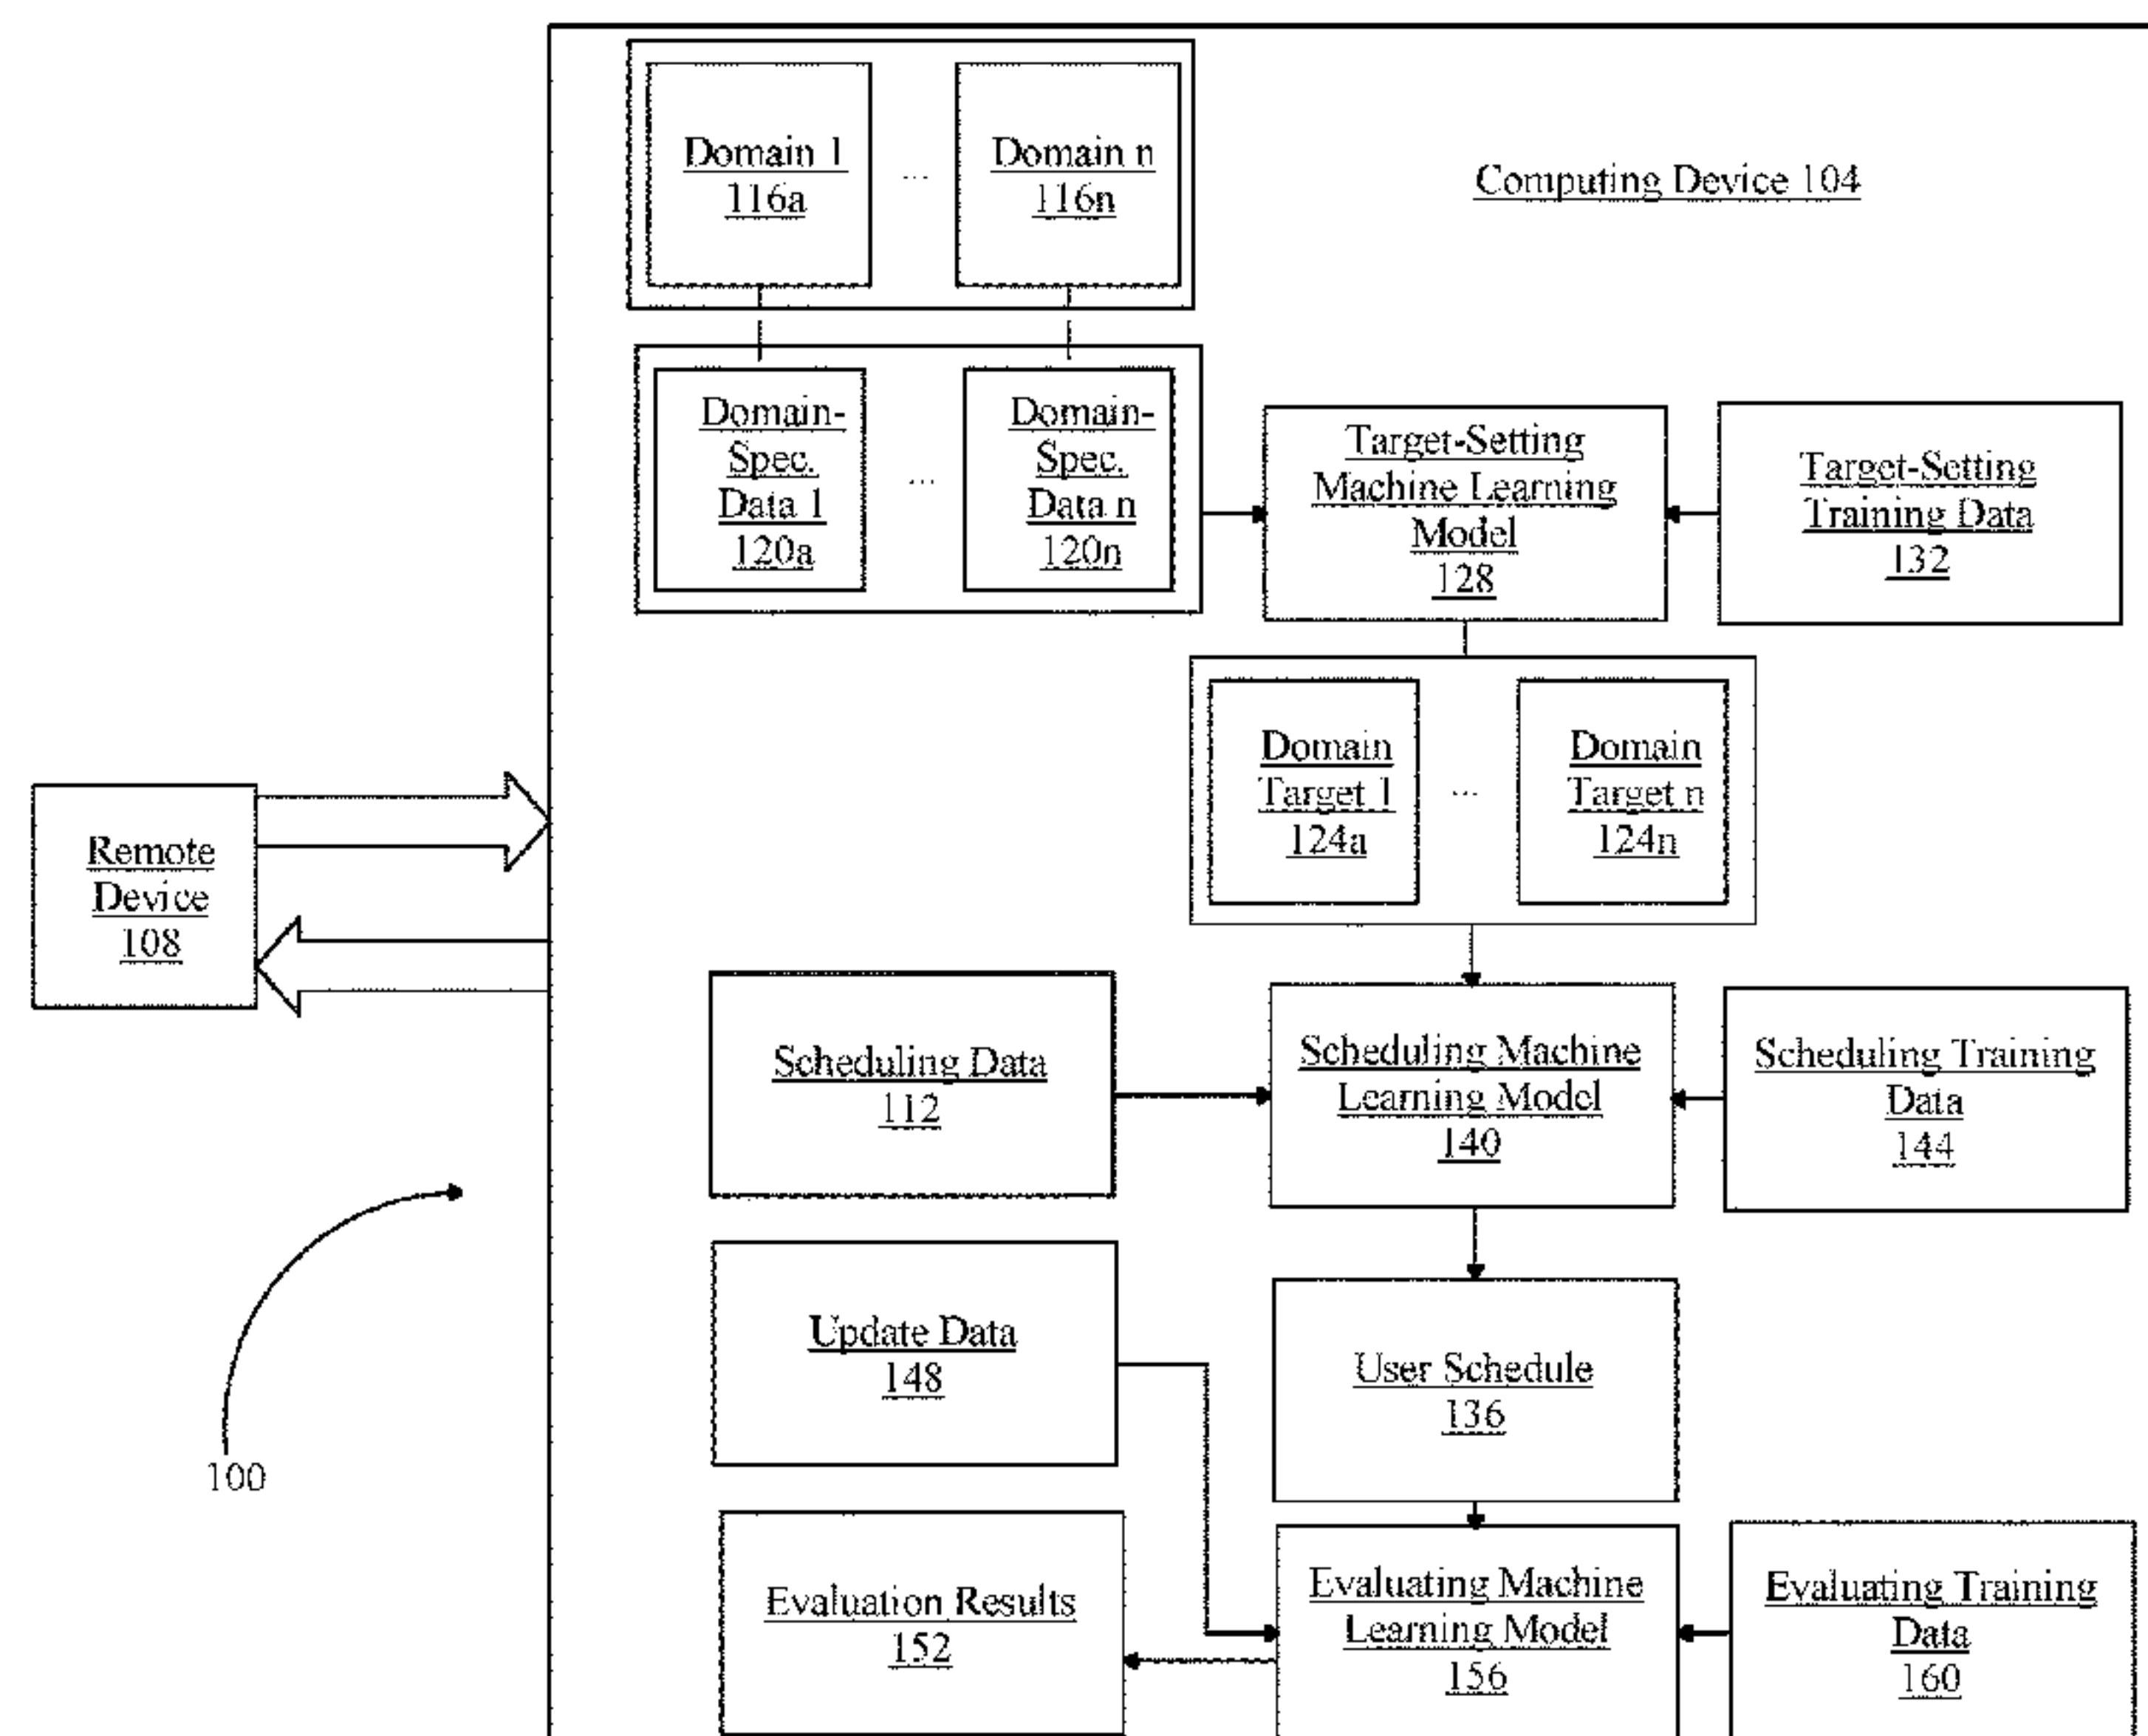 Domain 1
116a
...
Domain n
116n
Computing Device 104
Domain-
Spec.
Data 1
120a
...
Domain-
Spec.
Data n
120n
Target-Setting
Machine Learning
Model
128
Target-Setting
Training Data
132
Domain
Target 1
124a
...
Domain
Target n
124n
Remote
Device
108
Scheduling Data
112
Scheduling Machine
Learning Model
140
Scheduling Training
Data
144
Update Data
148
User Schedule
136
100
Evaluation Results
152
Evaluating Machine
Learning Model
156
Evaluating Training
Data
160